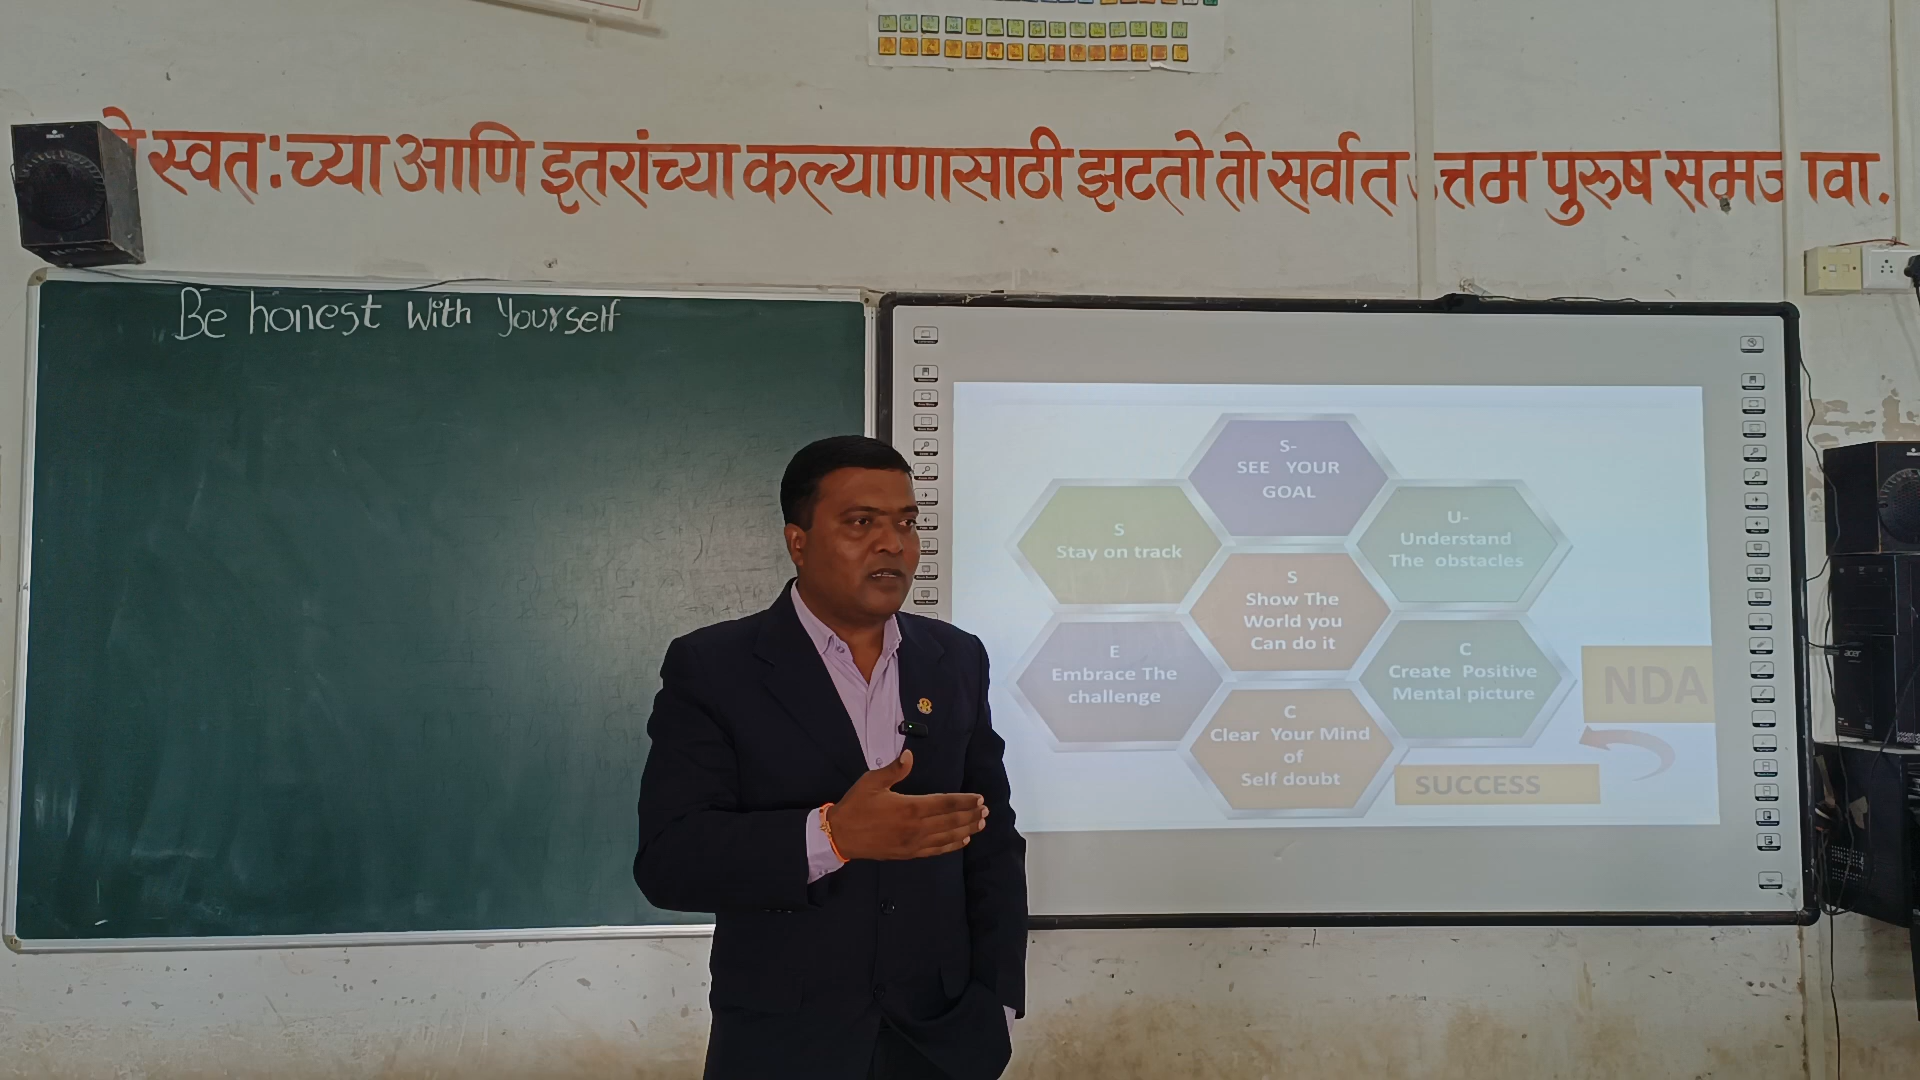 स्वत:च्या आणि इतरांच्या कल्याणासाठी झटतो तो सर्वात पुरूष
Be honest with yourself
S-
SEE YOUR
GOAL
U-
Understand
The obstacles
C
Create Positive
Mental picture
C
Clear Your Mind
of
Self doubt
E
Embrace The
challenge
S
Stay on track
S
Show The
World you
Can do it
SUCCESS
NDA
acer